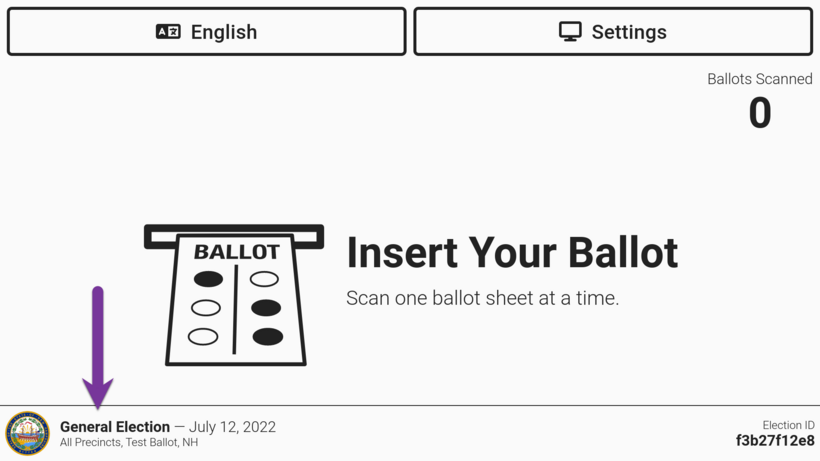 English
Settings
Ballots Scanned
0
BALLOT
Insert Your Ballot
Scan one ballot sheet at a time.
General Election — July 12, 2022
All Precincts, Test Ballot, NH
Election ID
f3b27f12e8